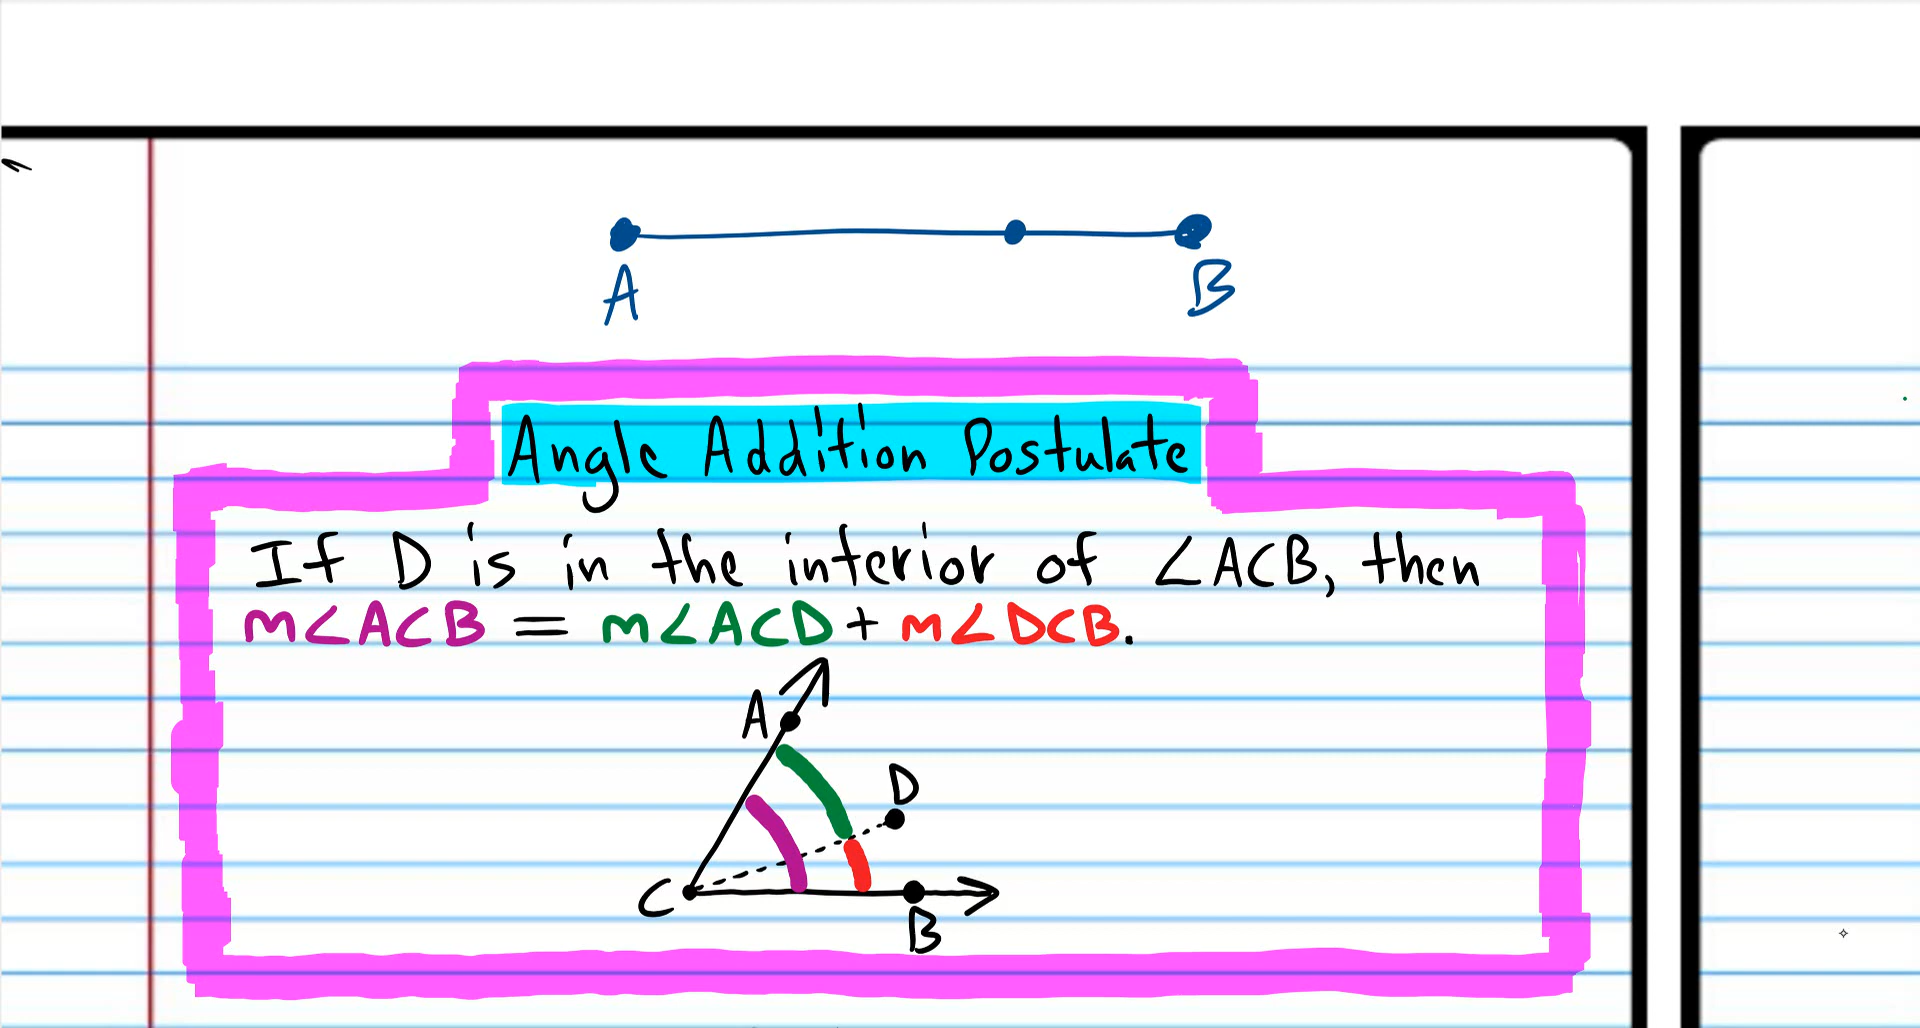 A B
Angle Addition Postulate
If D is in the interior of ∠ACB, then
m∠ACB = m∠ACD + m∠DCB.
A
D
C
B